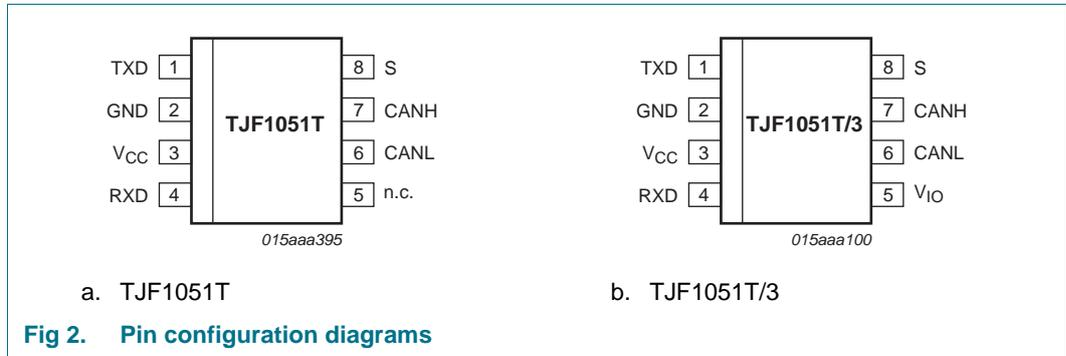 TXD 1
GND 2
VCC 3
RXD 4
TJF1051T
8 S
7 CANH
6 CANL
5 n.c.
015aaa395
TXD 1
GND 2
VCC 3
RXD 4
TJF1051T/3
8 S
7 CANH
6 CANL
5 VIO
015aaa100
a. TJF1051T
b. TJF1051T/3
Fig 2. Pin configuration diagrams